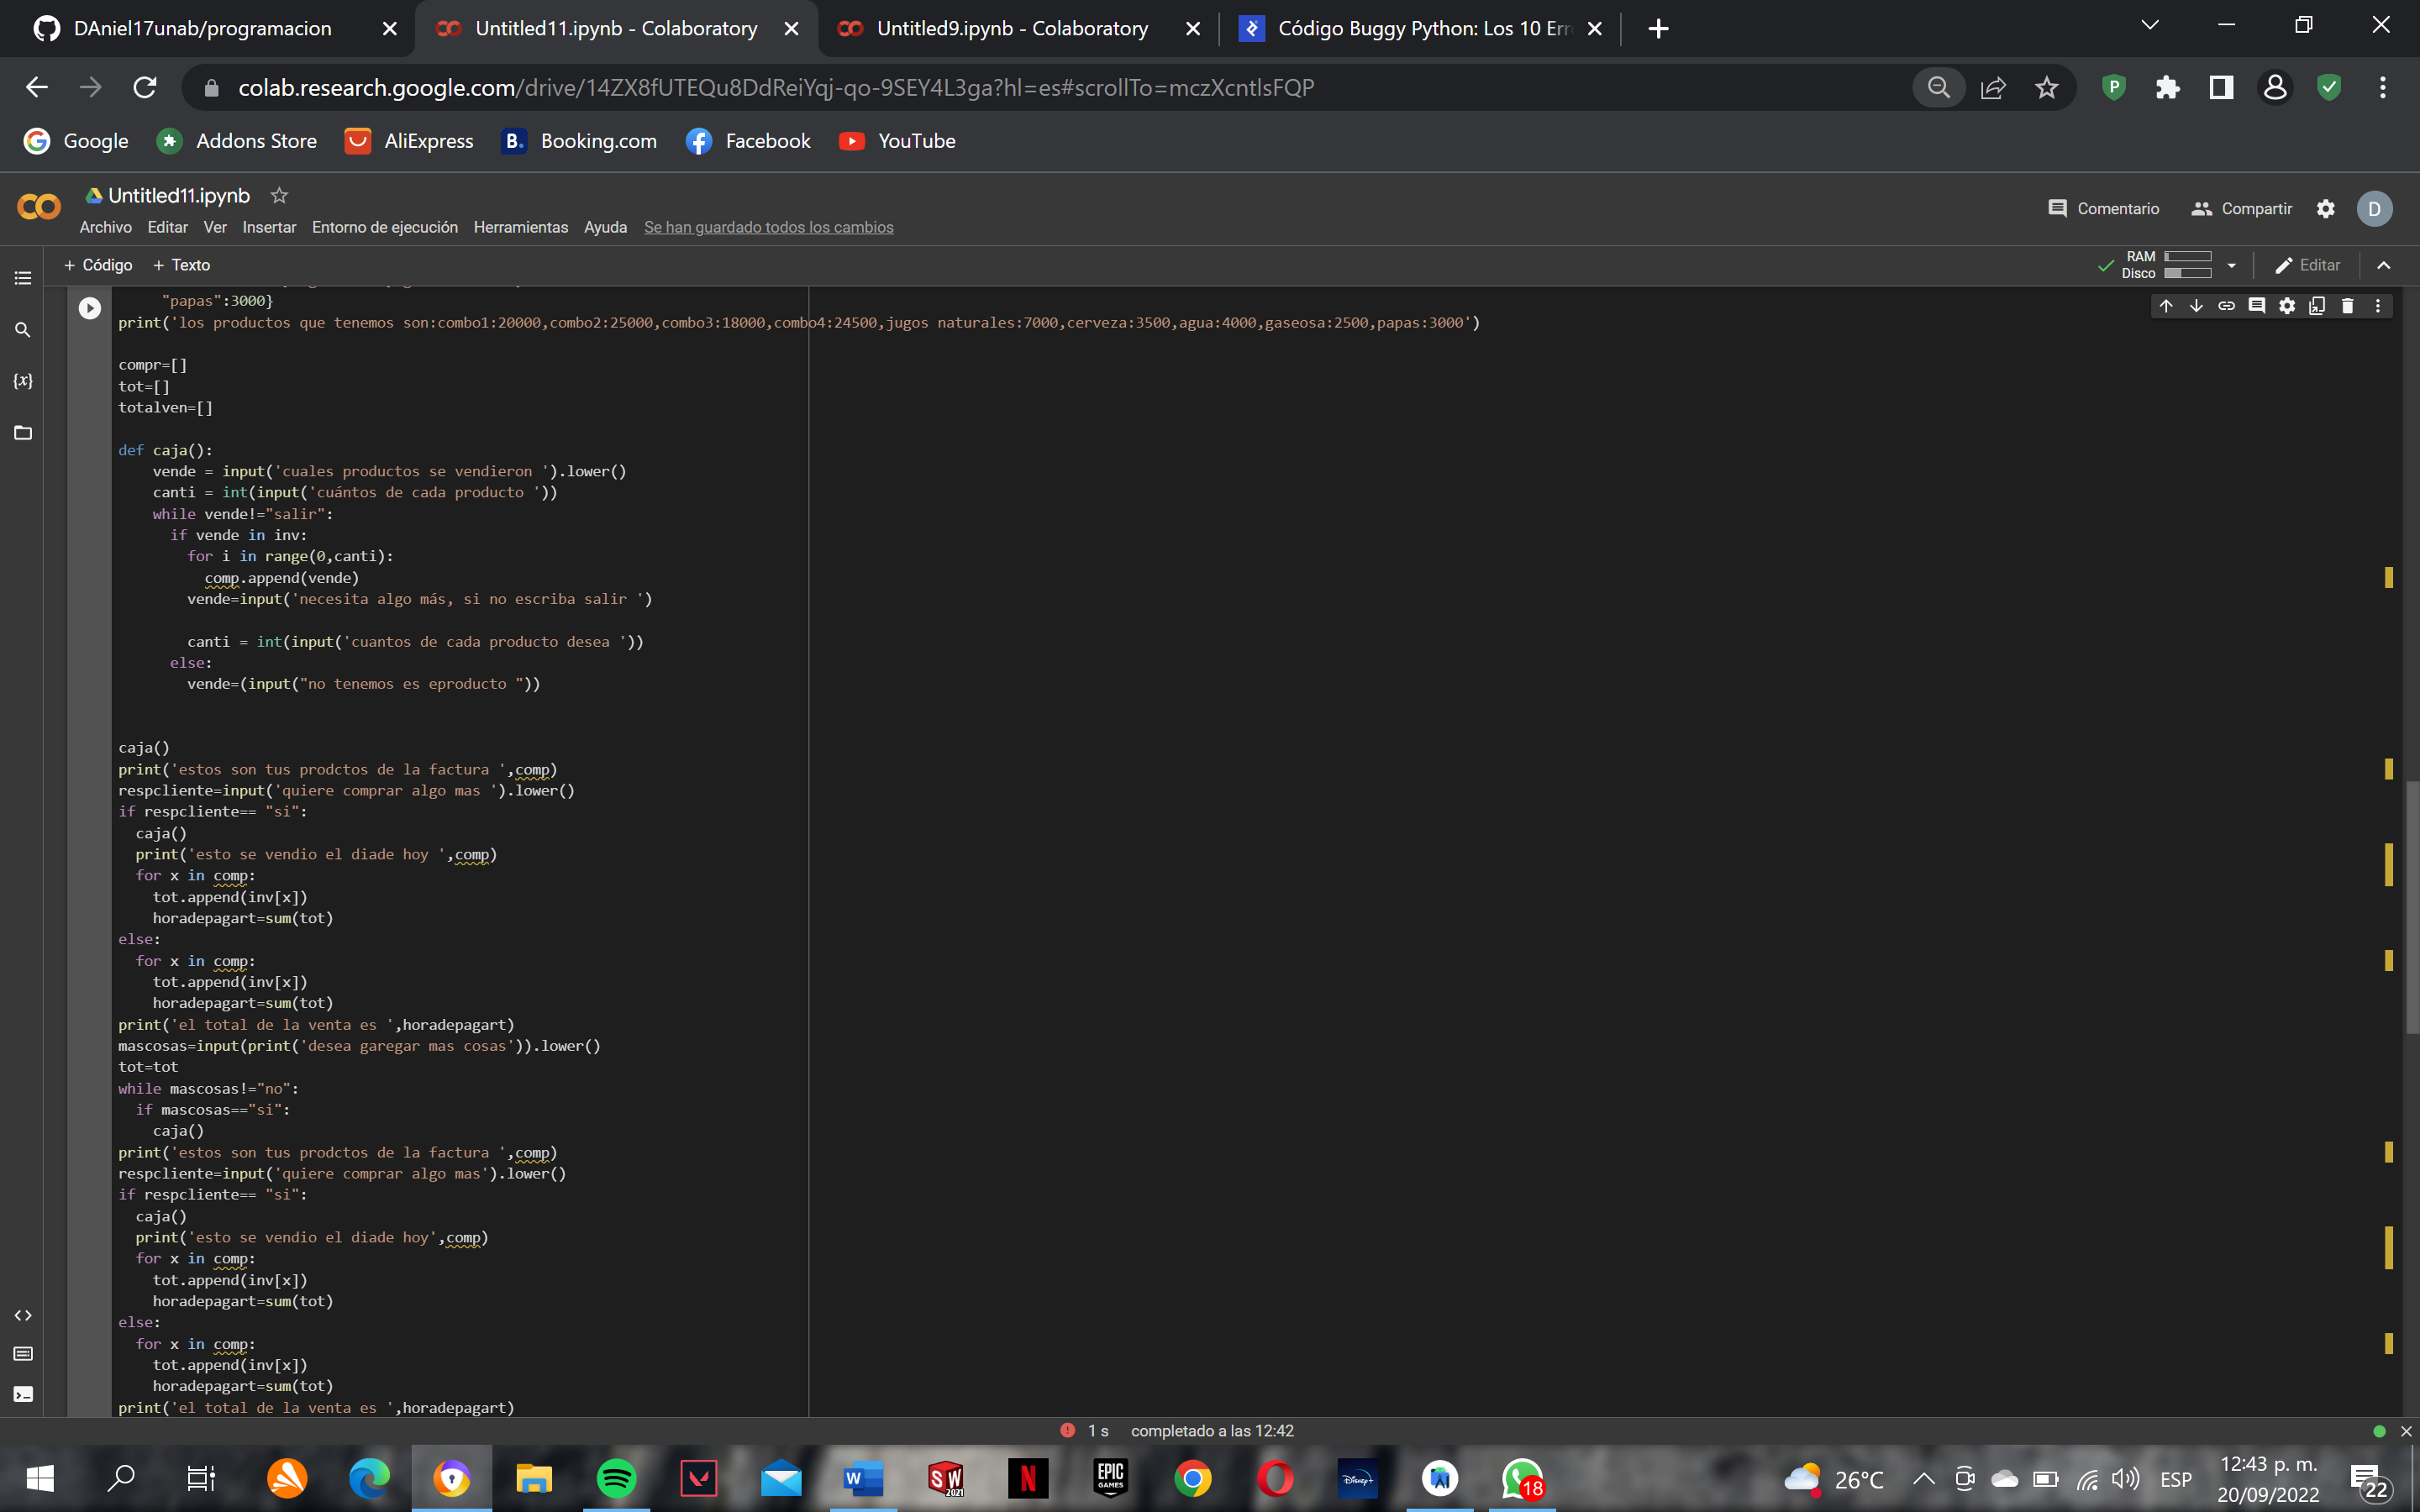 DAniel17unab/programacion
Untitled11.ipynb - Colaboratory
Untitled9.ipynb - Colaboratory
Código Buggy Python: Los 10 Err
colab.research.google.com/drive/14ZX8fUTEQu8DdReiYqj-qo-9SEY4L3ga?hl=es#scrollTo=mczXcntlsFQP
Google
Addons Store
AliExpress
Booking.com
Facebook
YouTube
Untitled11.ipynb
Archivo Editar Ver Insertar Entorno de ejecución Herramientas Ayuda Se han guardado todos los cambios
Comentario
Compartir
D
+ Código + Texto
RAM
Disco
Editar
"papas":3000}
print('los productos que tenemos son:combo1:20000,combo2:25000,combo3:18000,combo4:24500,jugos naturales:7000,cerveza:3500,agua:4000,gaseosa:2500,papas:3000')
compr=[]
tot=[]
totalven=[]
def caja():
vende = input('cuales productos se vendieron ').lower()
canti = int(input('cuántos de cada producto '))
while vende!="salir":
if vende in inv:
for i in range(0,canti):
comp.append(vende)
vende=input('necesita algo más, si no escriba salir ')
canti = int(input('cuantos de cada producto desea '))
else:
vende=(input("no tenemos es eproducto "))
caja()
print('estos son tus prodctos de la factura ',comp)
respcliente=input('quiere comprar algo mas ').lower()
if respcliente== "si":
caja()
print('esto se vendio el diade hoy ',comp)
for x in comp:
tot.append(inv[x])
horadepagart=sum(tot)
else:
for x in comp:
tot.append(inv[x])
horadepagart=sum(tot)
print('el total de la venta es ',horadepagart)
mascosas=input(print('desea garegar mas cosas')).lower()
tot=tot
while mascosas!="no":
if mascosas=="si":
caja()
print('estos son tus prodctos de la factura ',comp)
respcliente=input('quiere comprar algo mas').lower()
if respcliente== "si":
caja()
print('esto se vendio el diade hoy',comp)
for x in comp:
tot.append(inv[x])
horadepagart=sum(tot)
else:
for x in comp:
tot.append(inv[x])
horadepagart=sum(tot)
print('el total de la venta es ',horadepagart)
1 s completado a las 12:42
26°C
ESP
12:43 p. m.
20/09/2022
22
18
SW
2021
EPIC
GAMES
Disney+